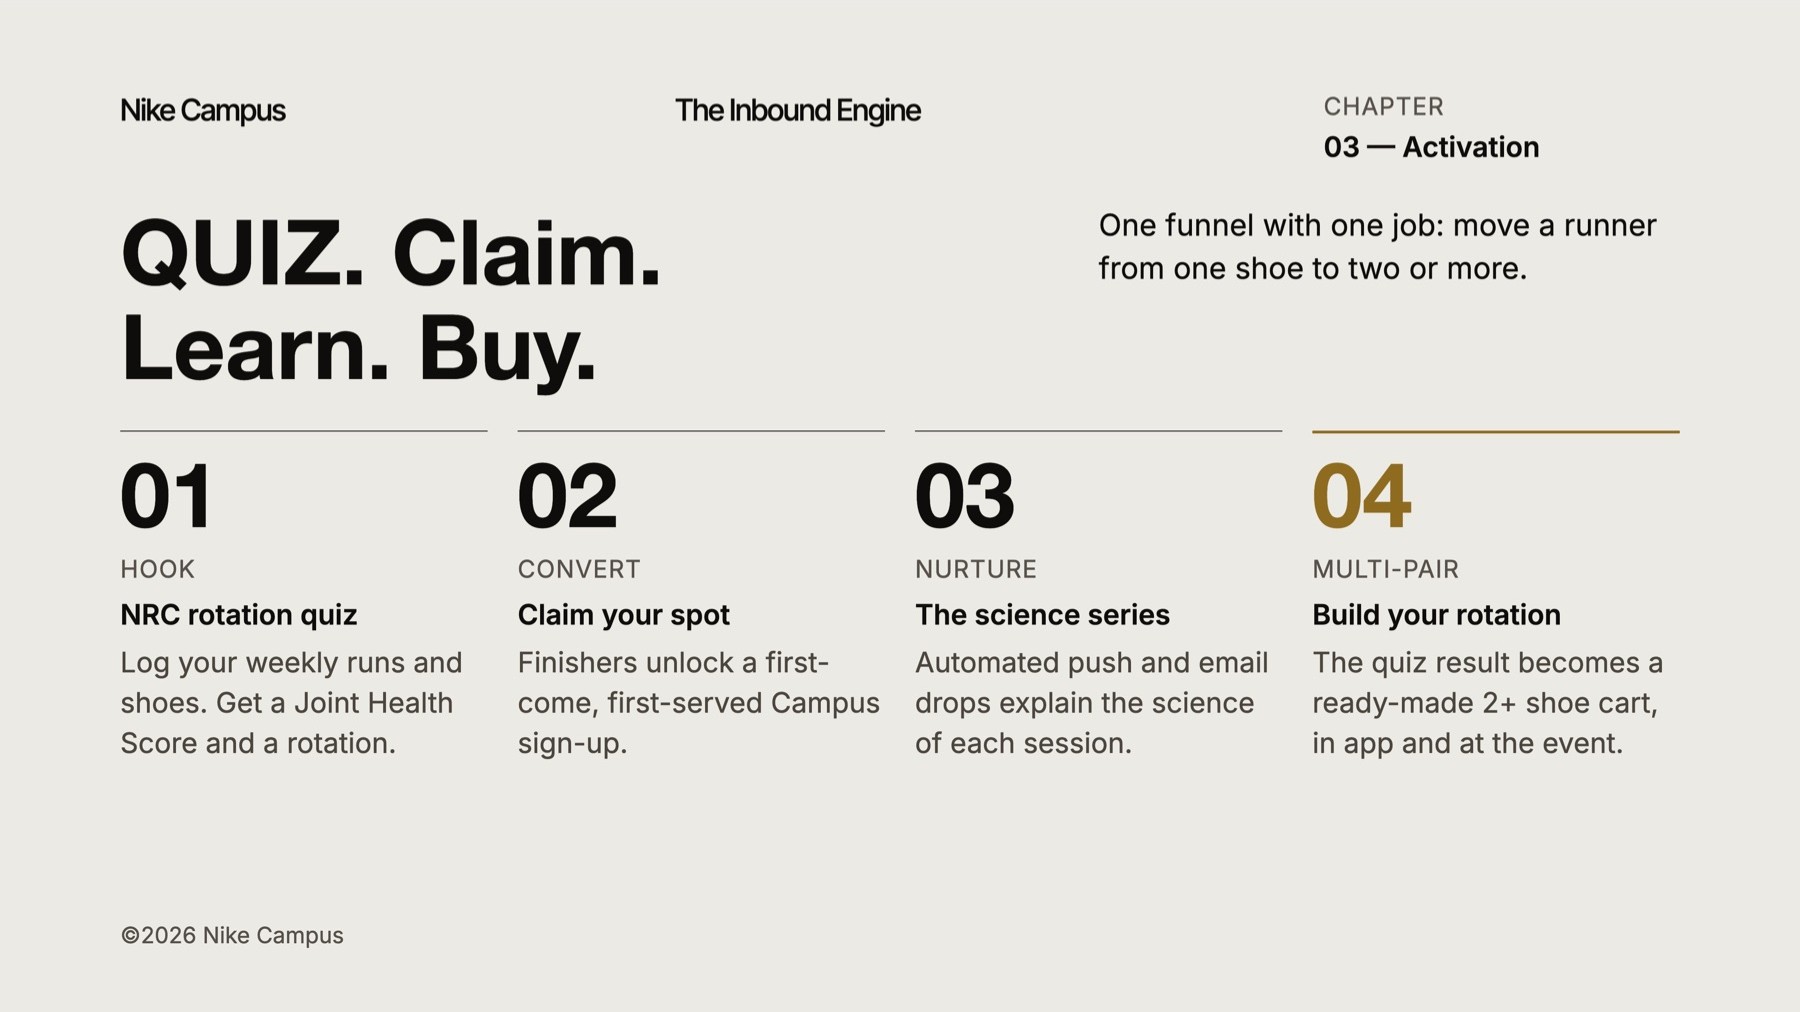 Nike Campus
The Inbound Engine
CHAPTER
03 — Activation
QUIZ. Claim.
Learn. Buy.
One funnel with one job: move a runner
from one shoe to two or more.
01
HOOK
NRC rotation quiz
Log your weekly runs and
shoes. Get a Joint Health
Score and a rotation.
02
CONVERT
Claim your spot
Finishers unlock a first-
come, first-served Campus
sign-up.
03
NURTURE
The science series
Automated push and email
drops explain the science
of each session.
04
MULTI-PAIR
Build your rotation
The quiz result becomes a
ready-made 2+ shoe cart,
in app and at the event.
©2026 Nike Campus